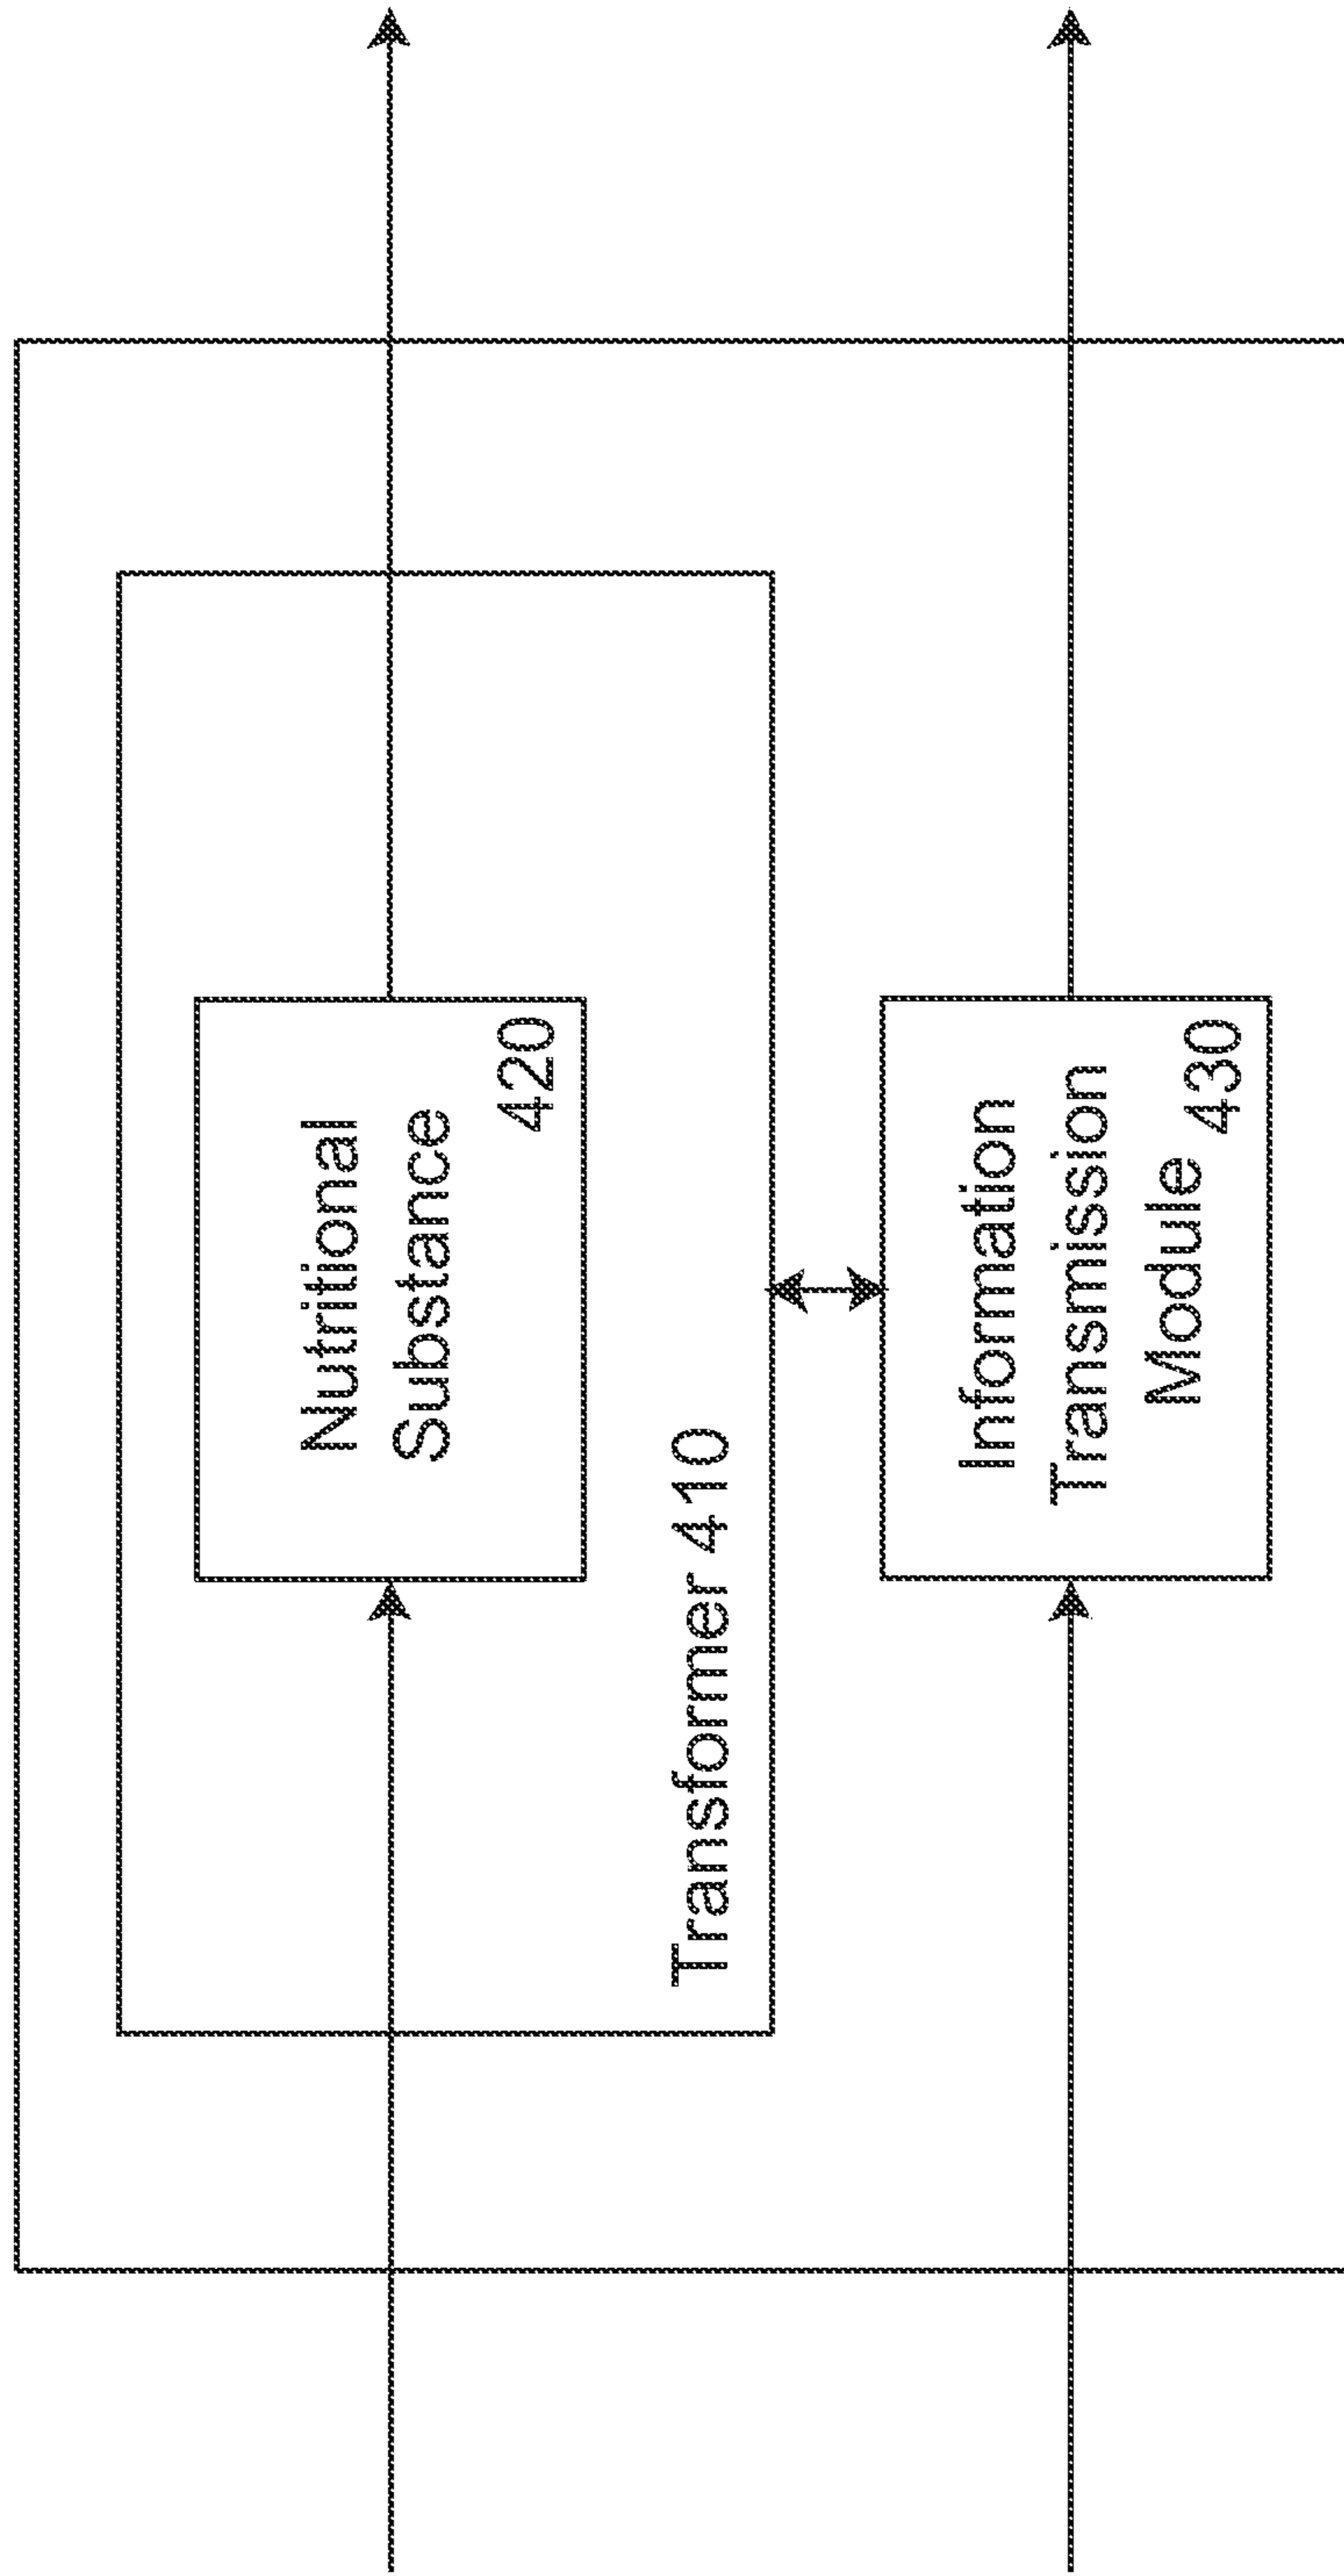 Nutritional
Substance
420
Transformer 410
Information
Transmission
Module 430